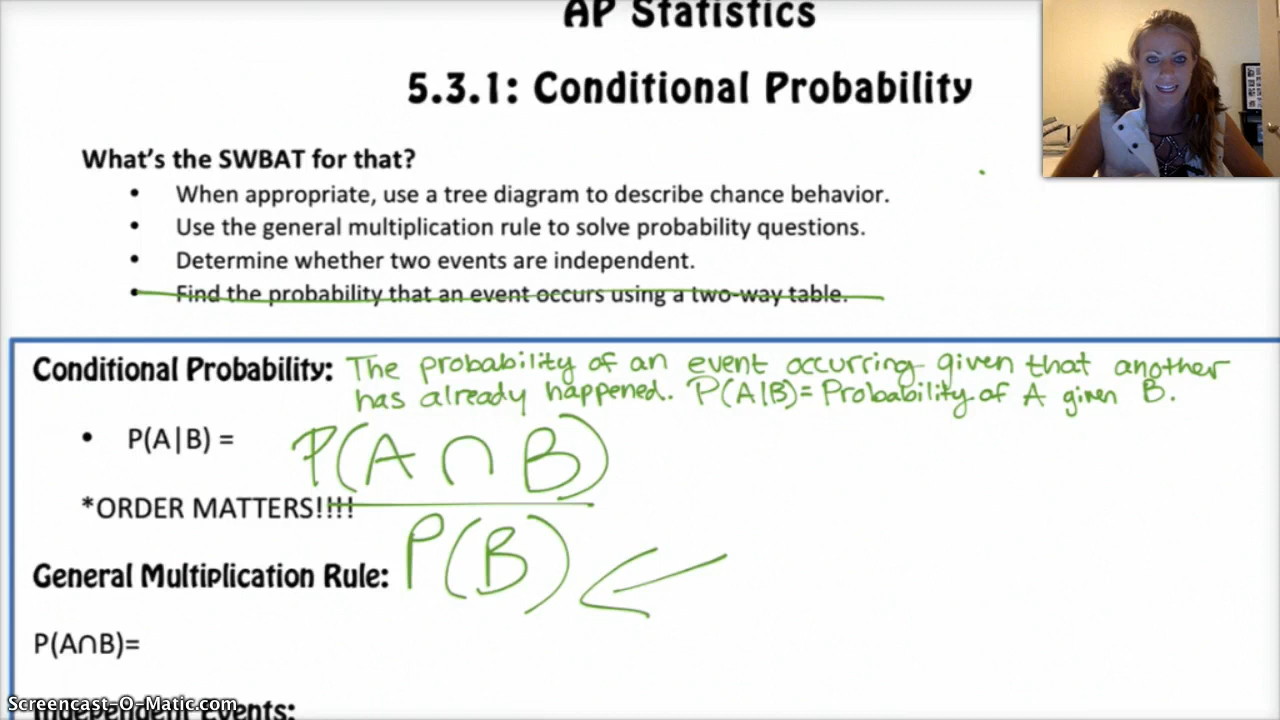 AP Statistics
5.3.1: Conditional Probability
What's the SWBAT for that?
• When appropriate, use a tree diagram to describe chance behavior.
• Use the general multiplication rule to solve probability questions.
• Determine whether two events are independent.
• Find the probability that an event occurs using a two-way table.
Conditional Probability: The probability of an event occurring given that another
has already happened. P(A|B)= Probability of A given B.
• P(A|B) = P(A ∩ B)
*ORDER MATTERS!!!!
General Multiplication Rule: P(B)
P(A∩B)=
Independent Events:
Screencast-O-Matic.com